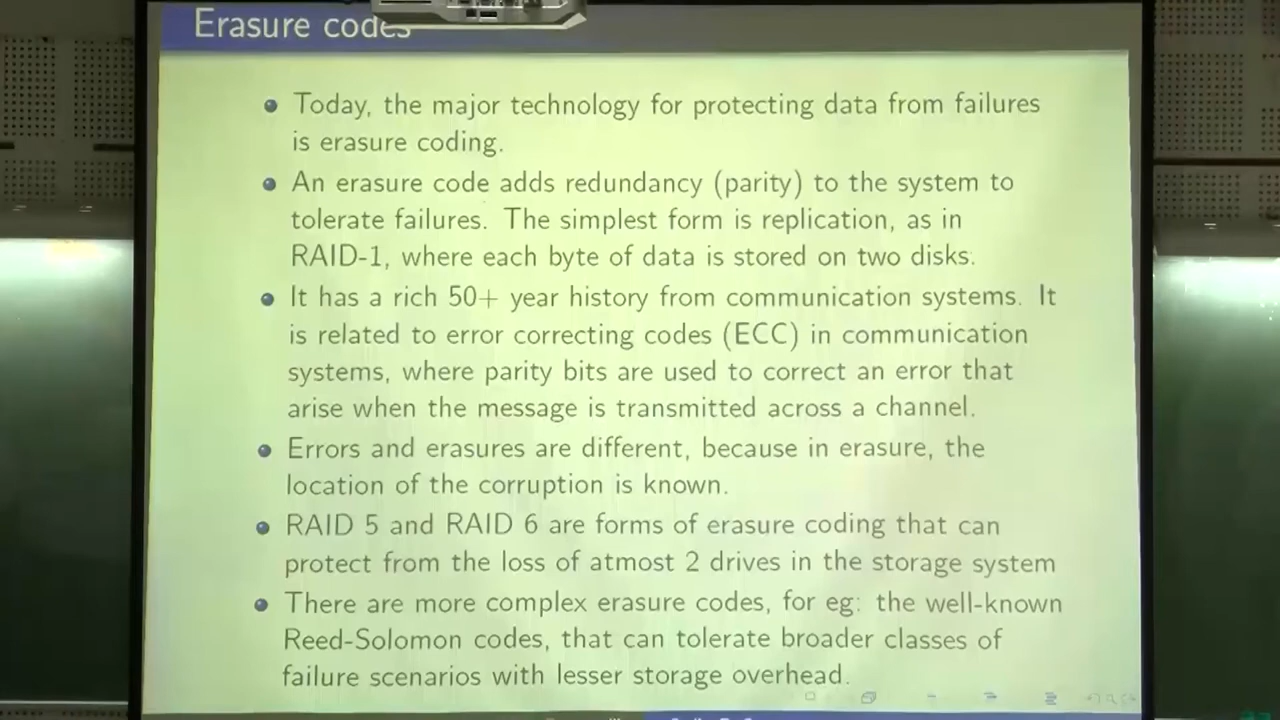 Erasure codes
Today, the major technology for protecting data from failures
is erasure coding.
An erasure code adds redundancy (parity) to the system to
tolerate failures. The simplest form is replication, as in
RAID-1, where each byte of data is stored on two disks.
It has a rich 50+ year history from communication systems. It
is related to error correcting codes (ECC) in communication
systems, where parity bits are used to correct an error that
arise when the message is transmitted across a channel.
Errors and erasures are different, because in erasure, the
location of the corruption is known.
RAID 5 and RAID 6 are forms of erasure coding that can
protect from the loss of atmost 2 drives in the storage system
There are more complex erasure codes, for eg: the well-known
Reed-Solomon codes, that can tolerate broader classes of
failure scenarios with lesser storage overhead.